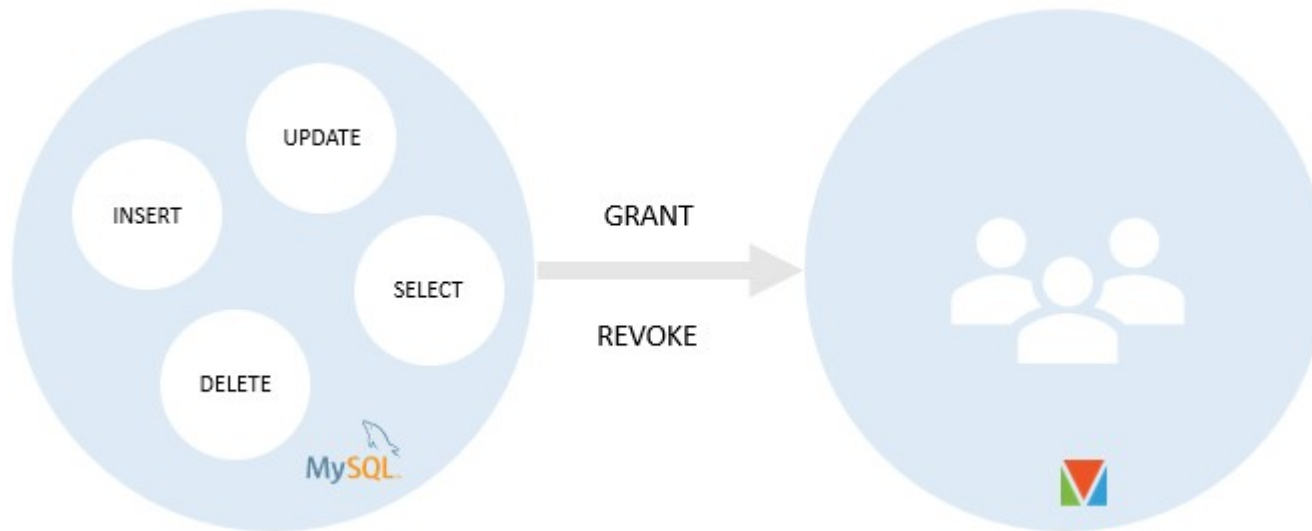 UPDATE
INSERT
GRANT
SELECT
REVOKE
DELETE
MySQL